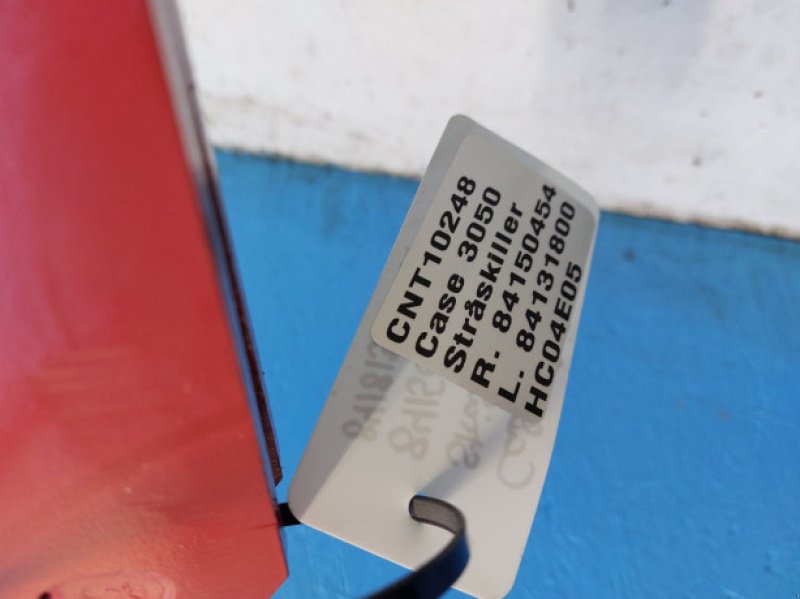 CNT10248
Case 3050
Stråskiller
R. 84150454
L. 84131800
HC04E05